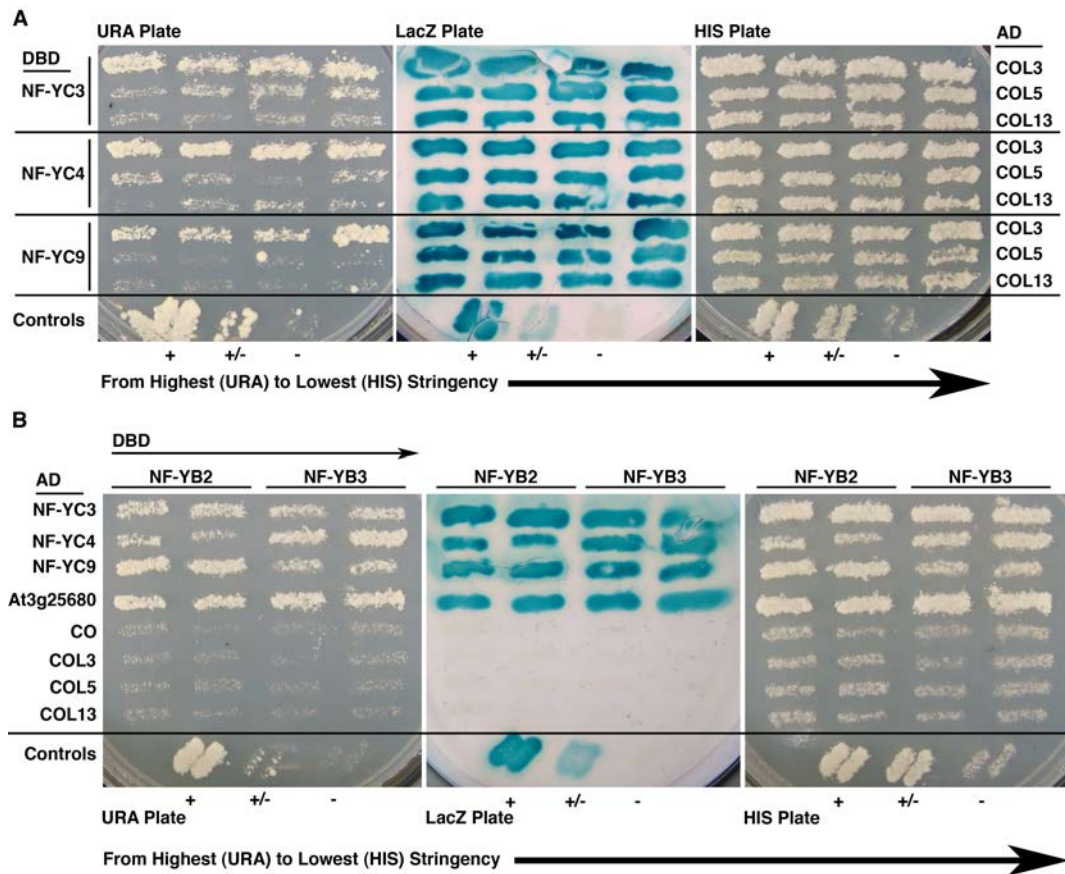 A
URA Plate LacZ Plate HIS Plate AD
DBD
NF-YC3
COL3
COL5
COL13
NF-YC4
COL3
COL5
COL13
NF-YC9
COL3
COL5
COL13
Controls
+ +/- - + +/- - + +/- -
From Highest (URA) to Lowest (HIS) Stringency
B
DBD
AD NF-YB2 NF-YB3 NF-YB2 NF-YB3 NF-YB2 NF-YB3
NF-YC3
NF-YC4
NF-YC9
At3g25680
CO
COL3
COL5
COL13
Controls
+ +/- - + +/- - + +/- -
URA Plate LacZ Plate HIS Plate
From Highest (URA) to Lowest (HIS) Stringency